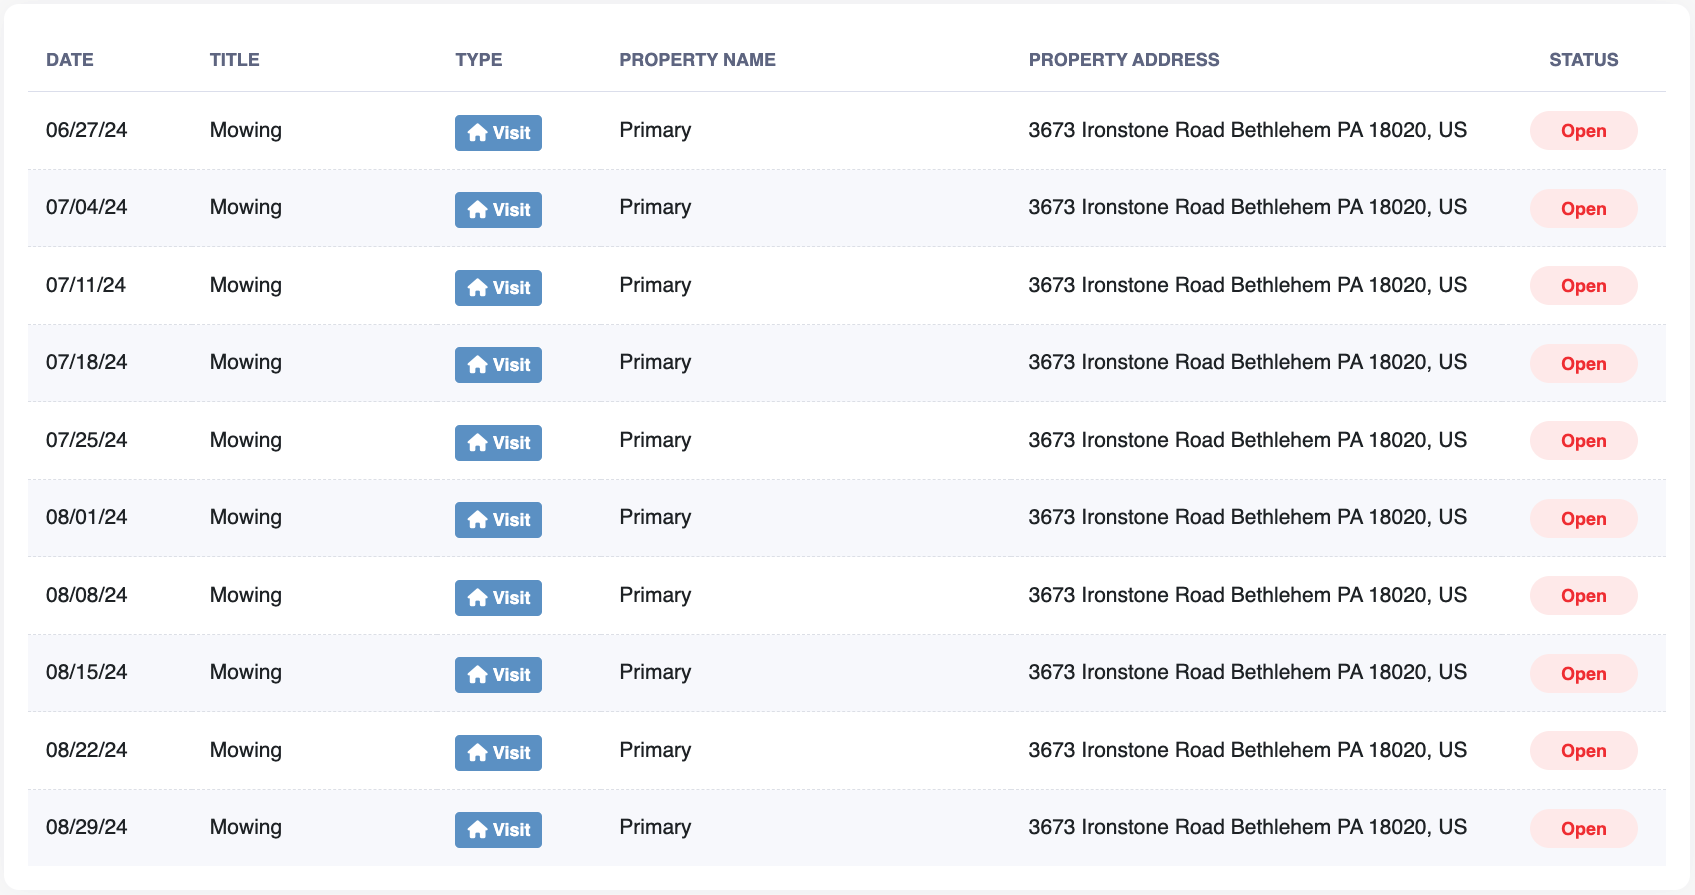 DATE TITLE TYPE PROPERTY NAME PROPERTY ADDRESS STATUS
06/27/24 Mowing Visit Primary 3673 Ironstone Road Bethlehem PA 18020, US Open
07/04/24 Mowing Visit Primary 3673 Ironstone Road Bethlehem PA 18020, US Open
07/11/24 Mowing Visit Primary 3673 Ironstone Road Bethlehem PA 18020, US Open
07/18/24 Mowing Visit Primary 3673 Ironstone Road Bethlehem PA 18020, US Open
07/25/24 Mowing Visit Primary 3673 Ironstone Road Bethlehem PA 18020, US Open
08/01/24 Mowing Visit Primary 3673 Ironstone Road Bethlehem PA 18020, US Open
08/08/24 Mowing Visit Primary 3673 Ironstone Road Bethlehem PA 18020, US Open
08/15/24 Mowing Visit Primary 3673 Ironstone Road Bethlehem PA 18020, US Open
08/22/24 Mowing Visit Primary 3673 Ironstone Road Bethlehem PA 18020, US Open
08/29/24 Mowing Visit Primary 3673 Ironstone Road Bethlehem PA 18020, US Open